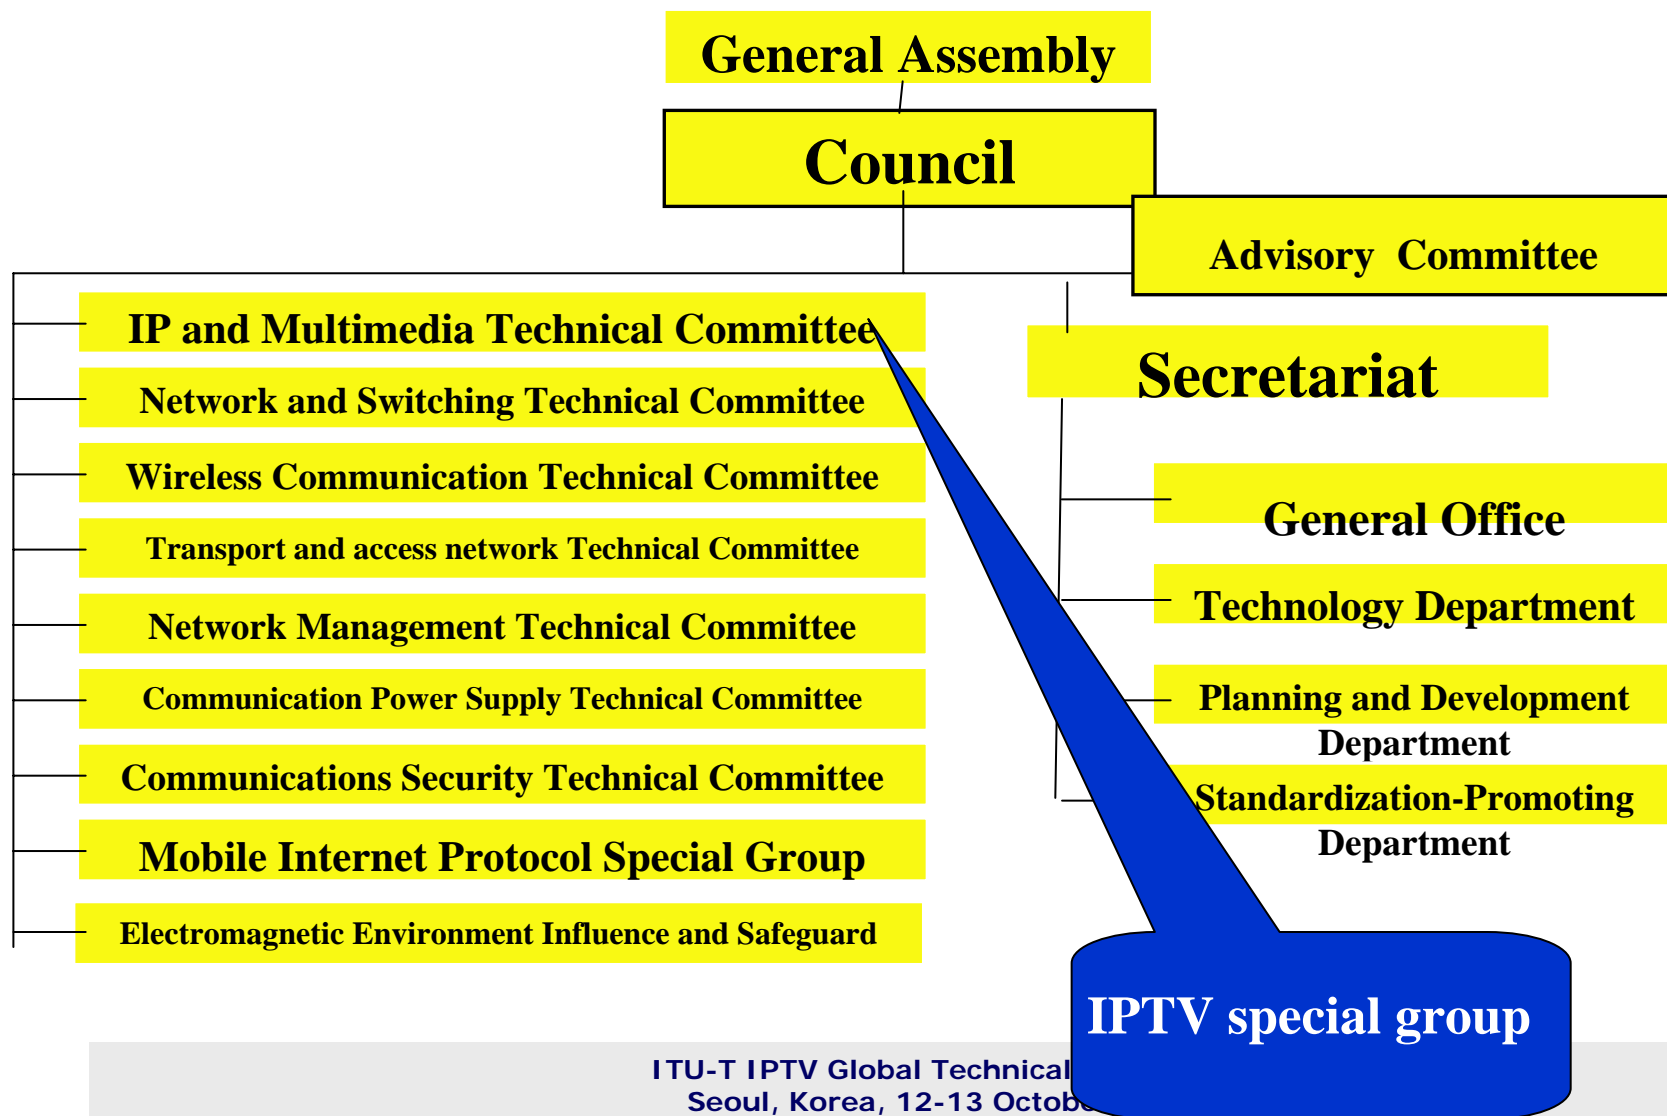 General Assembly
Council
Advisory Committee
IP and Multimedia Technical Committee
Network and Switching Technical Committee
Wireless Communication Technical Committee
Transport and access network Technical Committee
Network Management Technical Committee
Communication Power Supply Technical Committee
Communications Security Technical Committee
Mobile Internet Protocol Special Group
Electromagnetic Environment Influence and Safeguard
Secretariat
General Office
Technology Department
Planning and Development
Department
Standardization-Promoting
Department
IPTV special group
ITU-T IPTV Global Technical
Seoul, Korea, 12-13